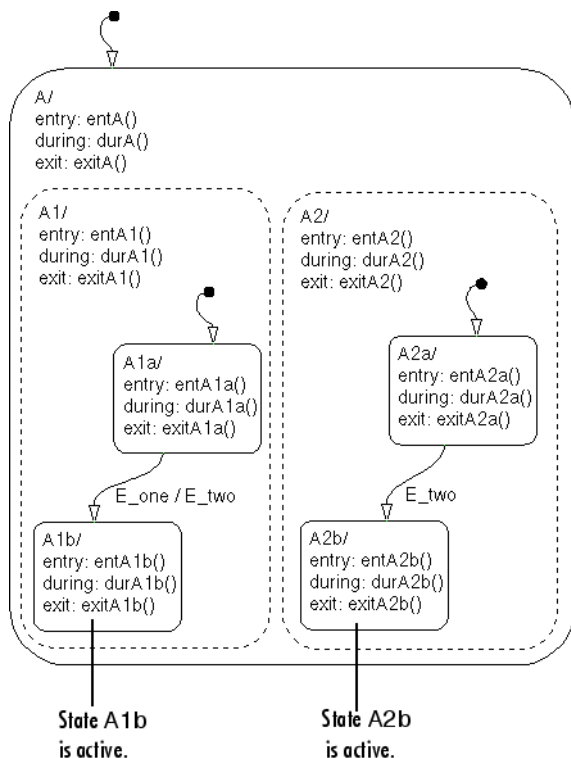 A/
entry: entA()
during: durA()
exit: exitA()
A1/
entry: entA1()
during: durA1()
exit: exitA1()
A2/
entry: entA2()
during: durA2()
exit: exitA2()
A1a/
entry: entA1a()
during: durA1a()
exit: exitA1a()
A2a/
entry: entA2a()
during: durA2a()
exit: exitA2a()
E_one / E_two
E_two
A1b/
entry: entA1b()
during: durA1b()
exit: exitA1b()
A2b/
entry: entA2b()
during: durA2b()
exit: exitA2b()
State A1b
is active.
State A2b
is active.